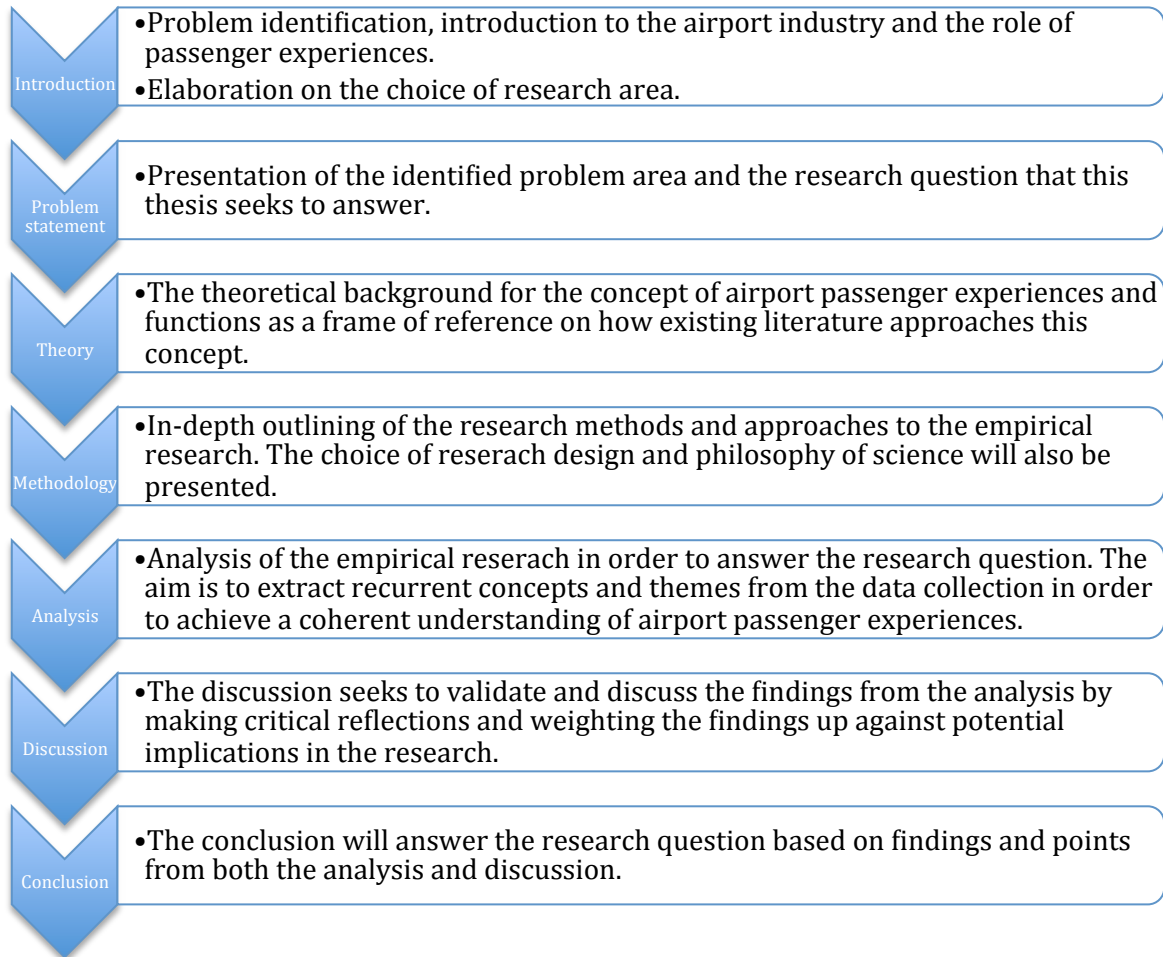 Introduction
•Problem identification, introduction to the airport industry and the role of
passenger experiences.
•Elaboration on the choice of research area.
Problem
statement
•Presentation of the identified problem area and the research question that this
thesis seeks to answer.
Theory
•The theoretical background for the concept of airport passenger experiences and
functions as a frame of reference on how existing literature approaches this
concept.
Methodology
•In-depth outlining of the research methods and approaches to the empirical
research. The choice of reserach design and philosophy of science will also be
presented.
Analysis
•Analysis of the empirical reserach in order to answer the research question. The
aim is to extract recurrent concepts and themes from the data collection in order
to achieve a coherent understanding of airport passenger experiences.
Discussion
•The discussion seeks to validate and discuss the findings from the analysis by
making critical reflections and weighting the findings up against potential
implications in the research.
Conclusion
•The conclusion will answer the research question based on findings and points
from both the analysis and discussion.